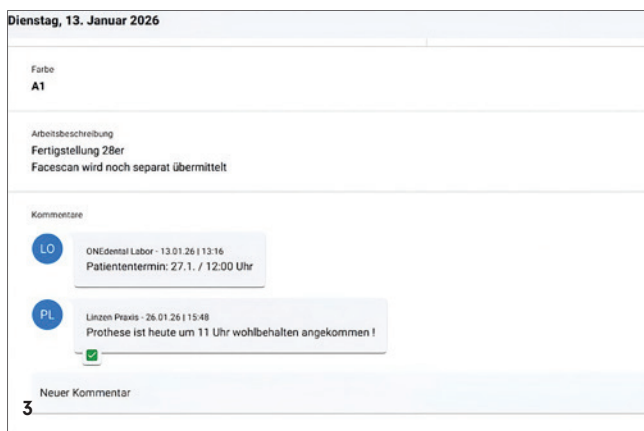 Dienstag, 13. Januar 2026
Farbe
A1
Arbeitsbeschreibung
Fertigstellung 28er
Facescan wird noch separat übermittelt
Kommentare
LO
ONEdental Labor - 13.01.26 | 13:16
Patiententermin: 27.1. / 12:00 Uhr
PL
Linzen Praxis - 26.01.26 | 15:48
Prothese ist heute um 11 Uhr wohlbehalten angekommen !
Neuer Kommentar
3